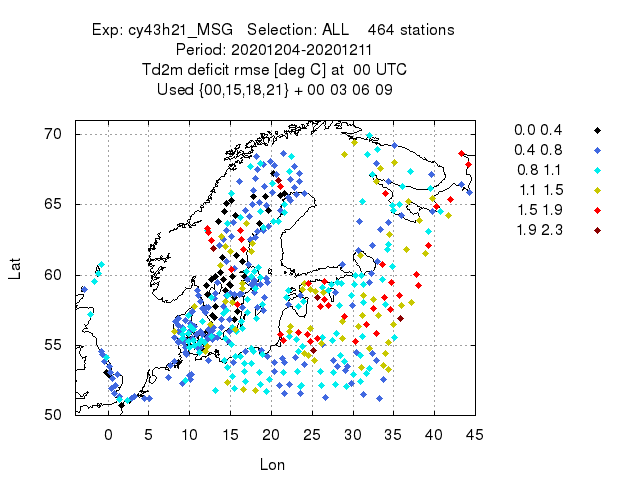 Exp: cy43h21_MSG Selection: ALL 464 stations
Period: 20201204-20201211
Td2m deficit rmse [deg C] at 00 UTC
Used {00,15,18,21} + 00 03 06 09
0.0 0.4
0.4 0.8
0.8 1.1
1.1 1.5
1.5 1.9
1.9 2.3
70
65
60
55
50
Lat
0 5 10 15 20 25 30 35 40 45
Lon